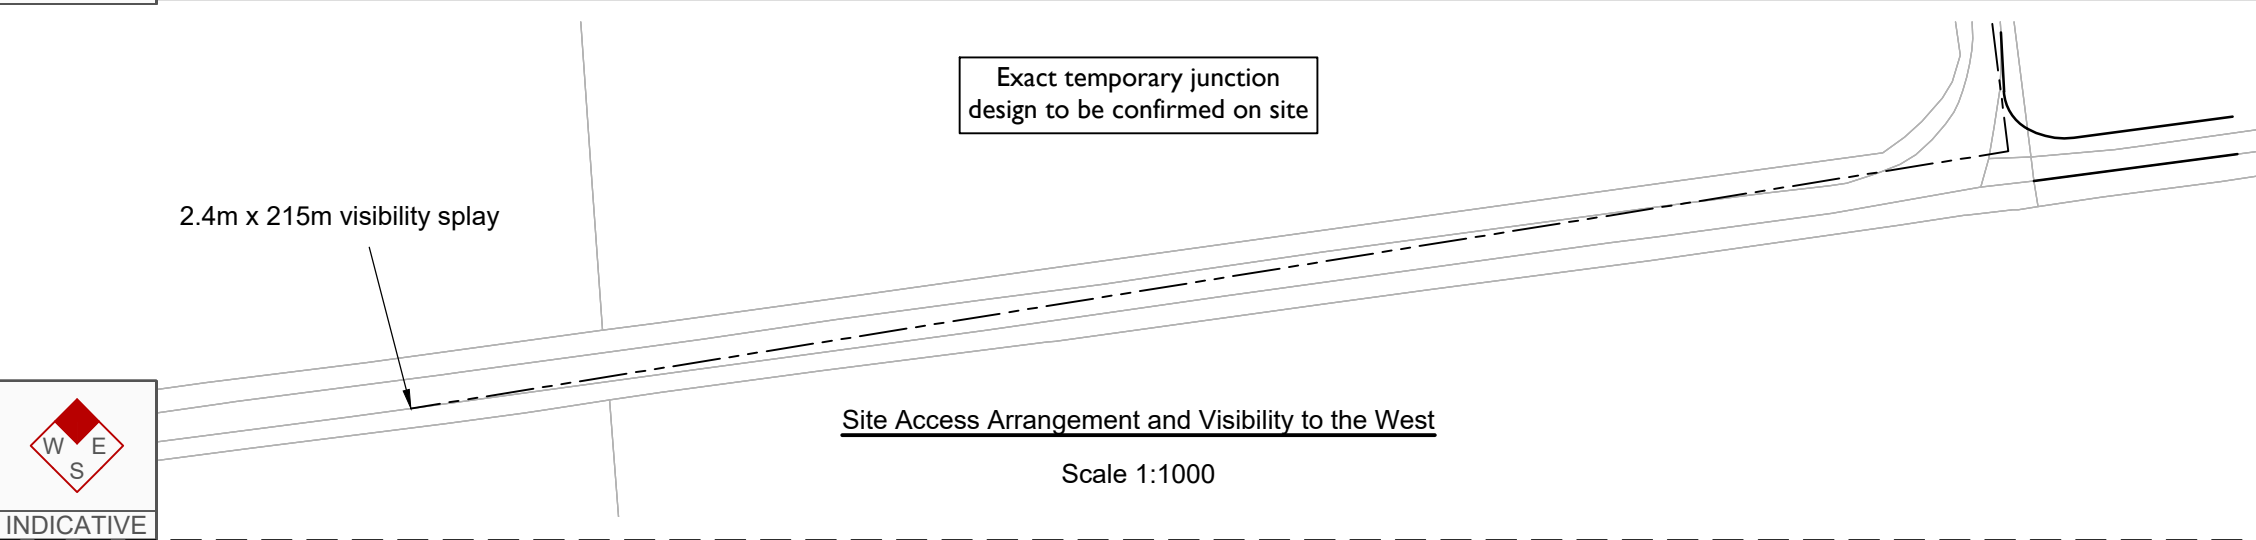 Exact temporary junction
design to be confirmed on site
2.4m x 215m visibility splay
Site Access Arrangement and Visibility to the West
Scale 1:1000
W E
S
INDICATIVE